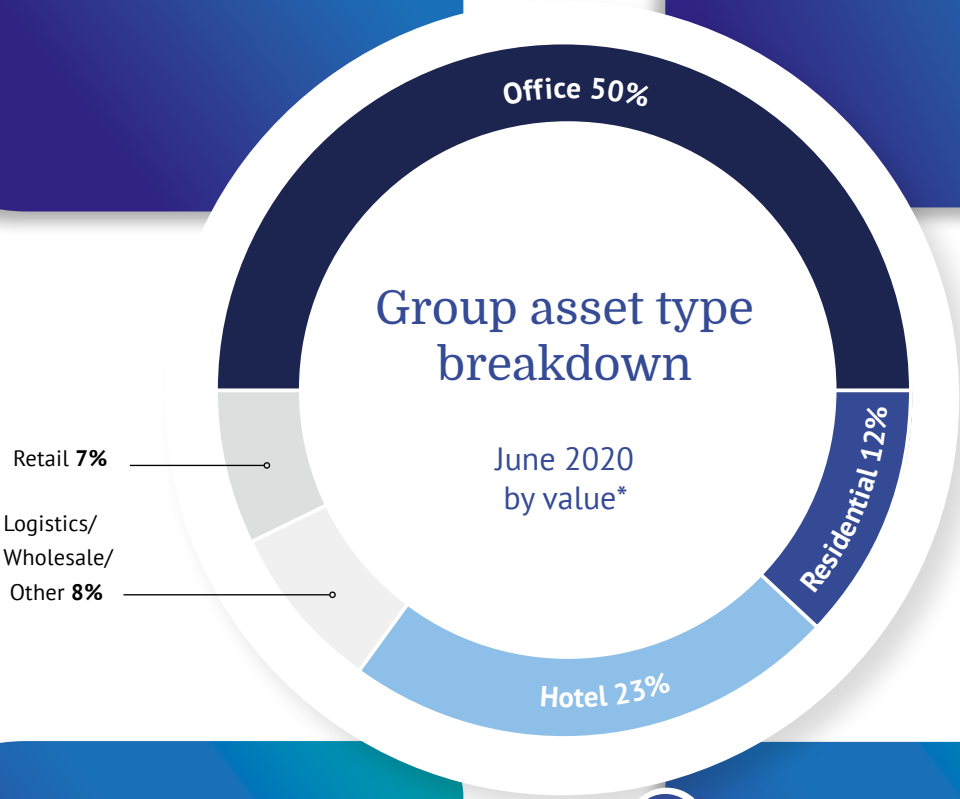 Office 50%
Group asset type
breakdown
June 2020
by value*
Residential 12%
Retail 7%
Logistics/
Wholesale/
Other 8%
Hotel 23%